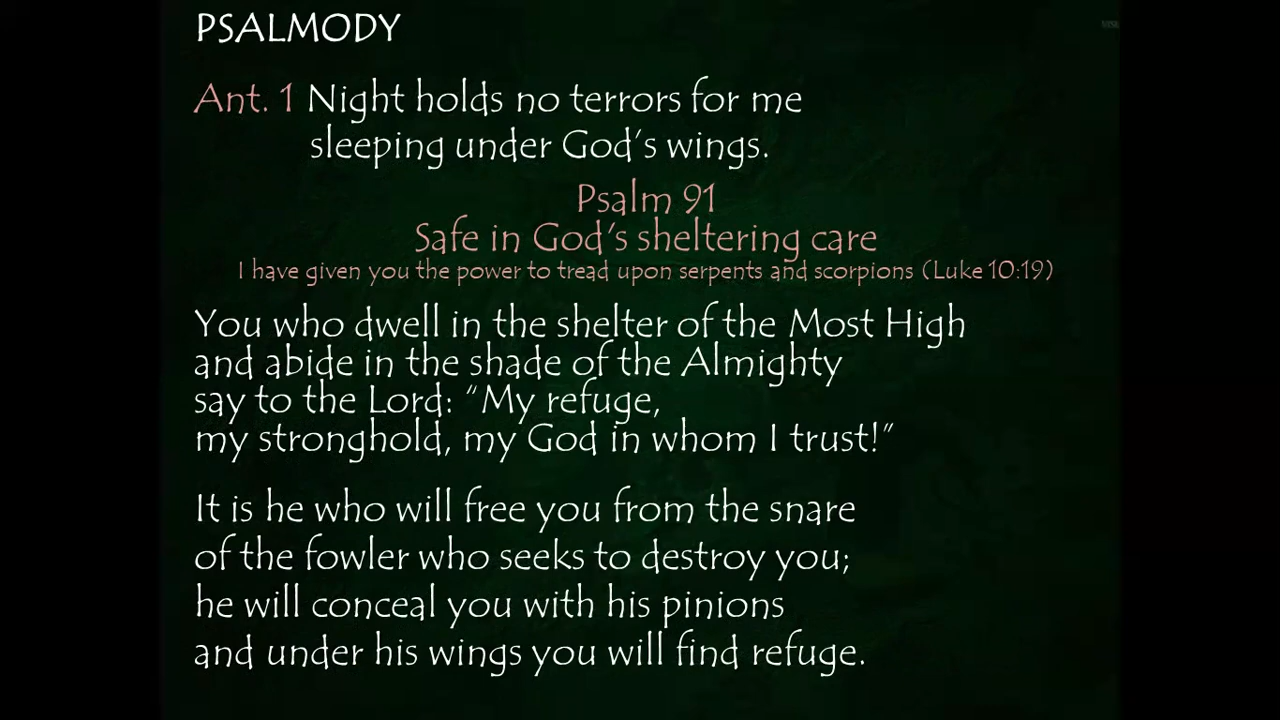 PSALMODY
Ant. 1 Night holds no terrors for me
sleeping under God's wings.
Psalm 91
Safe in God's sheltering care
I have given you the power to tread upon serpents and scorpions (Luke 10:19)
You who dwell in the shelter of the Most High
and abide in the shade of the Almighty
say to the Lord: “My refuge,
my stronghold, my God in whom I trust!”
It is he who will free you from the snare
of the fowler who seeks to destroy you;
he will conceal you with his pinions
and under his wings you will find refuge.